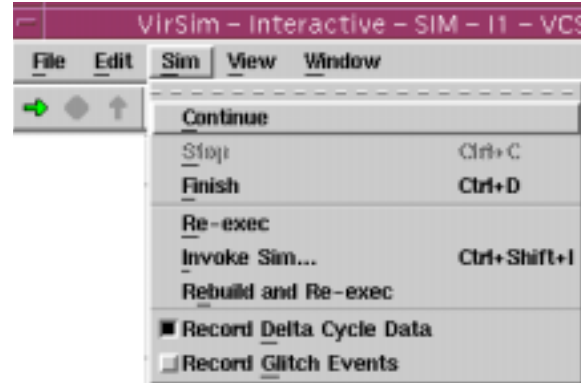 VirSim - Interactive - SIM - I1 - VCS
File Edit Sim View Window
Continue
Stop Ctrl+C
Finish Ctrl+D
Re-exec
Invoke Sim... Ctrl+Shift+I
Rebuild and Re-exec
Record Delta Cycle Data
Record Glitch Events